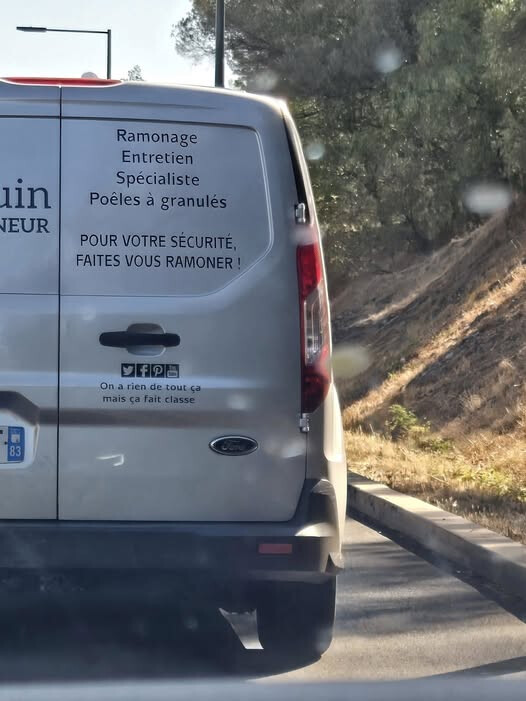 uin
NEUR
Ramonage
Entretien
Spécialiste
Poêles à granulés
POUR VOTRE SÉCURITÉ,
FAITES VOUS RAMONER !
On a rien de tout ça
mais ça fait classe
Ford
83